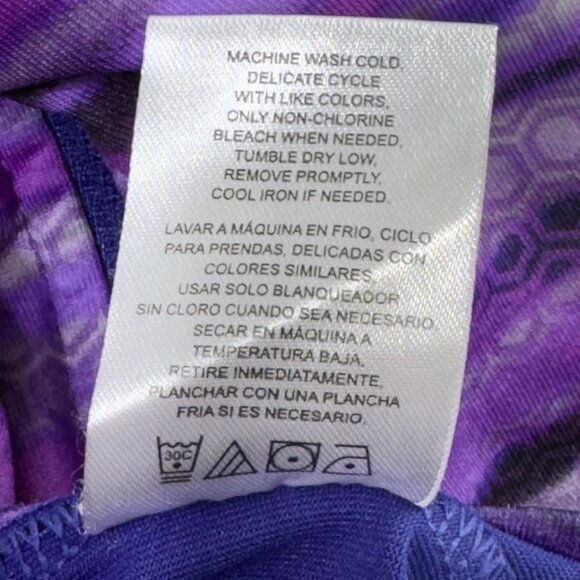 MACHINE WASH COLD,
DELICATE CYCLE
WITH LIKE COLORS,
ONLY NON-CHLORINE
BLEACH WHEN NEEDED,
TUMBLE DRY LOW,
REMOVE PROMPTLY,
COOL IRON IF NEEDED.
LAVAR A MÁQUINA EN FRIO, CICLO
PARA PRENDAS, DELICADAS CON
COLORES SIMILARES
USAR SOLO BLANQUEADOR
SIN CLORO CUANDO SEA NECESARIO
SECAR EN MÁQUINA A
TEMPERATURA BAJA,
RETIRE INMEDIATAMENTE,
PLANCHAR CON UNA PLANCHA
FRIA SI ES NECESARIO.
30C